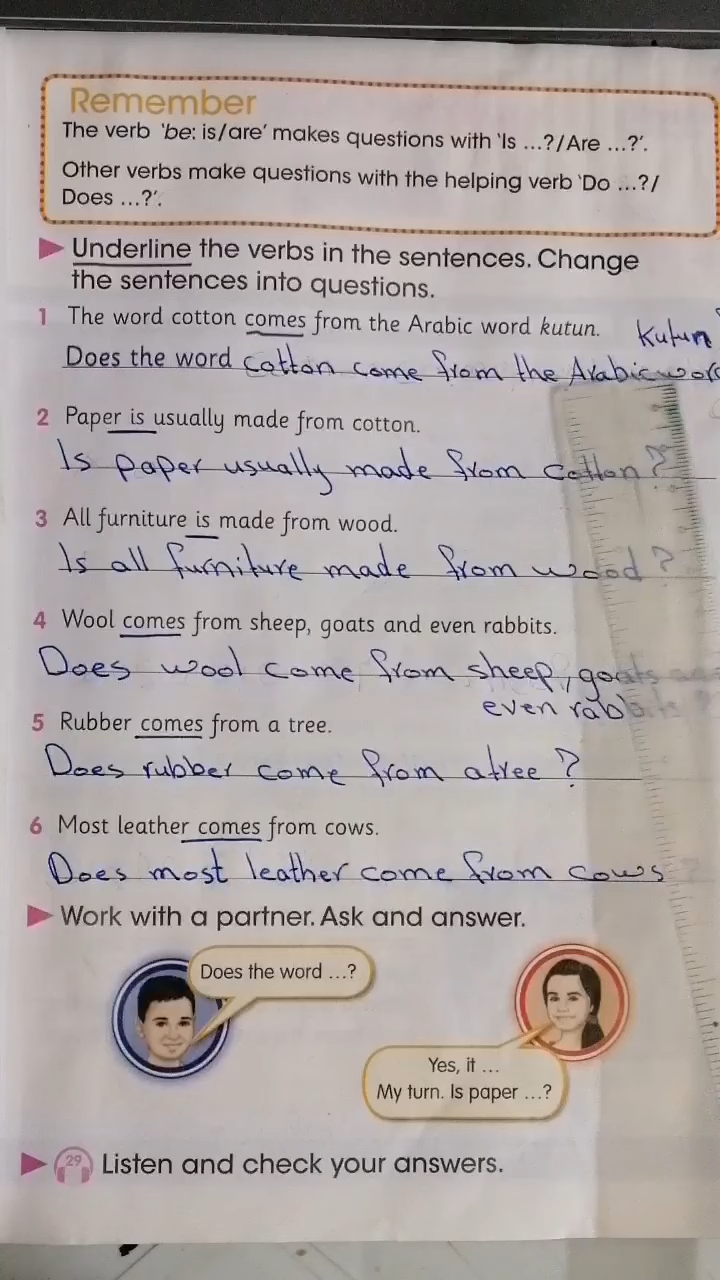 Remember
The verb 'be: is/are' makes questions with 'Is ...?/Are ...?'.
Other verbs make questions with the helping verb 'Do ...?/
Does ...?'.
Underline the verbs in the sentences. Change
the sentences into questions.
1 The word cotton comes from the Arabic word kutun. Kutun
Does the word cotton come from the Arabic word
2 Paper is usually made from cotton.
Is paper usually made from cotton?
3 All furniture is made from wood.
Is all furniture made from wood?
4 Wool comes from sheep, goats and even rabbits.
Does wool come from sheep, goats and
even rabbits?
5 Rubber comes from a tree.
Does rubber come from atree?
6 Most leather comes from cows.
Does most leather come from cows?
Work with a partner. Ask and answer.
Does the word ...?
Yes, it ...
My turn. Is paper ...?
29 Listen and check your answers.